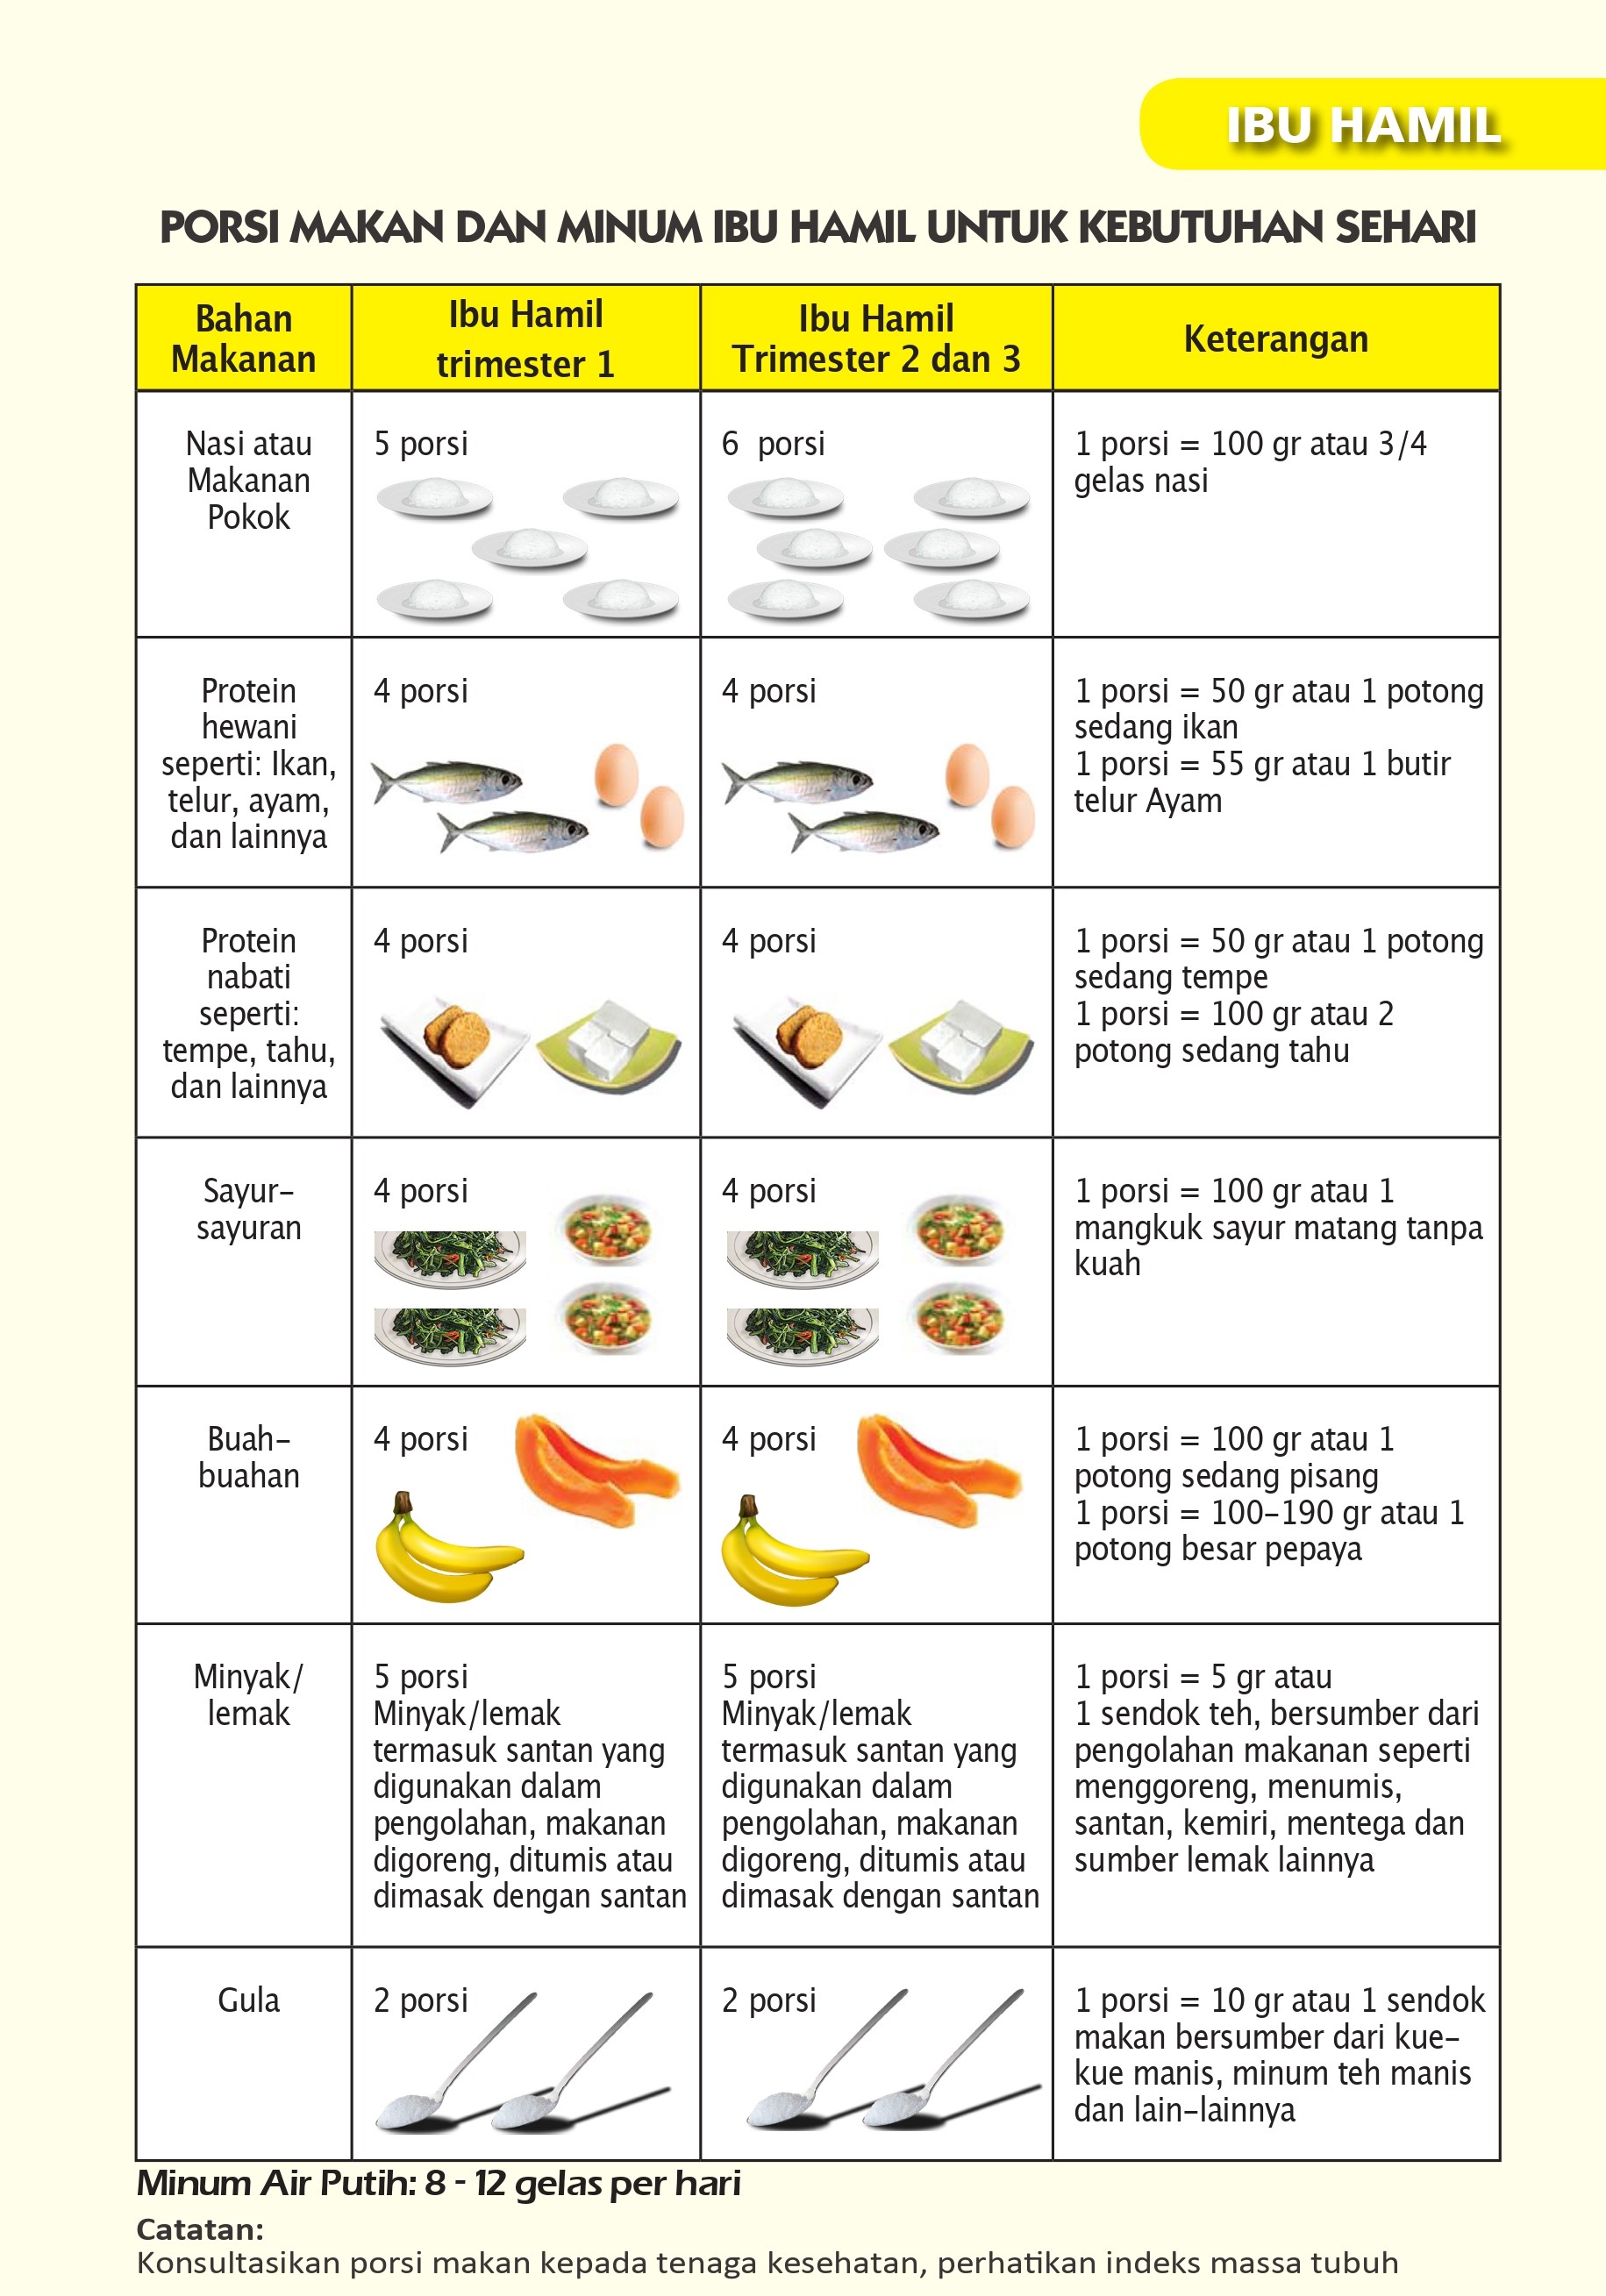 IBU HAMIL
PORSI MAKAN DAN MINUM IBU HAMIL UNTUK KEBUTUHAN SEHARI
Bahan
Makanan
Ibu Hamil
trimester 1
Ibu Hamil
Trimester 2 dan 3
Keterangan
Nasi atau
Makanan
Pokok
5 porsi
6 porsi
1 porsi = 100 gr atau 3/4
gelas nasi
Protein
hewani
seperti: Ikan,
telur, ayam,
dan lainnya
4 porsi
4 porsi
1 porsi = 50 gr atau 1 potong
sedang ikan
1 porsi = 55 gr atau 1 butir
telur Ayam
Protein
nabati
seperti:
tempe, tahu,
dan lainnya
4 porsi
4 porsi
1 porsi = 50 gr atau 1 potong
sedang tempe
1 porsi = 100 gr atau 2
potong sedang tahu
Sayur-
sayuran
4 porsi
4 porsi
1 porsi = 100 gr atau 1
mangkuk sayur matang tanpa
kuah
Buah-
buahan
4 porsi
4 porsi
1 porsi = 100 gr atau 1
potong sedang pisang
1 porsi = 100-190 gr atau 1
potong besar pepaya
Minyak/
lemak
5 porsi
Minyak/lemak
termasuk santan yang
digunakan dalam
pengolahan, makanan
digoreng, ditumis atau
dimasak dengan santan
5 porsi
Minyak/lemak
termasuk santan yang
digunakan dalam
pengolahan, makanan
digoreng, ditumis atau
dimasak dengan santan
1 porsi = 5 gr atau
1 sendok teh, bersumber dari
pengolahan makanan seperti
menggoreng, menumis,
santan, kemiri, mentega dan
sumber lemak lainnya
Gula
2 porsi
2 porsi
1 porsi = 10 gr atau 1 sendok
makan bersumber dari kue-
kue manis, minum teh manis
dan lain-lainnya
Minum Air Putih: 8 - 12 gelas per hari
Catatan:
Konsultasikan porsi makan kepada tenaga kesehatan, perhatikan indeks massa tubuh